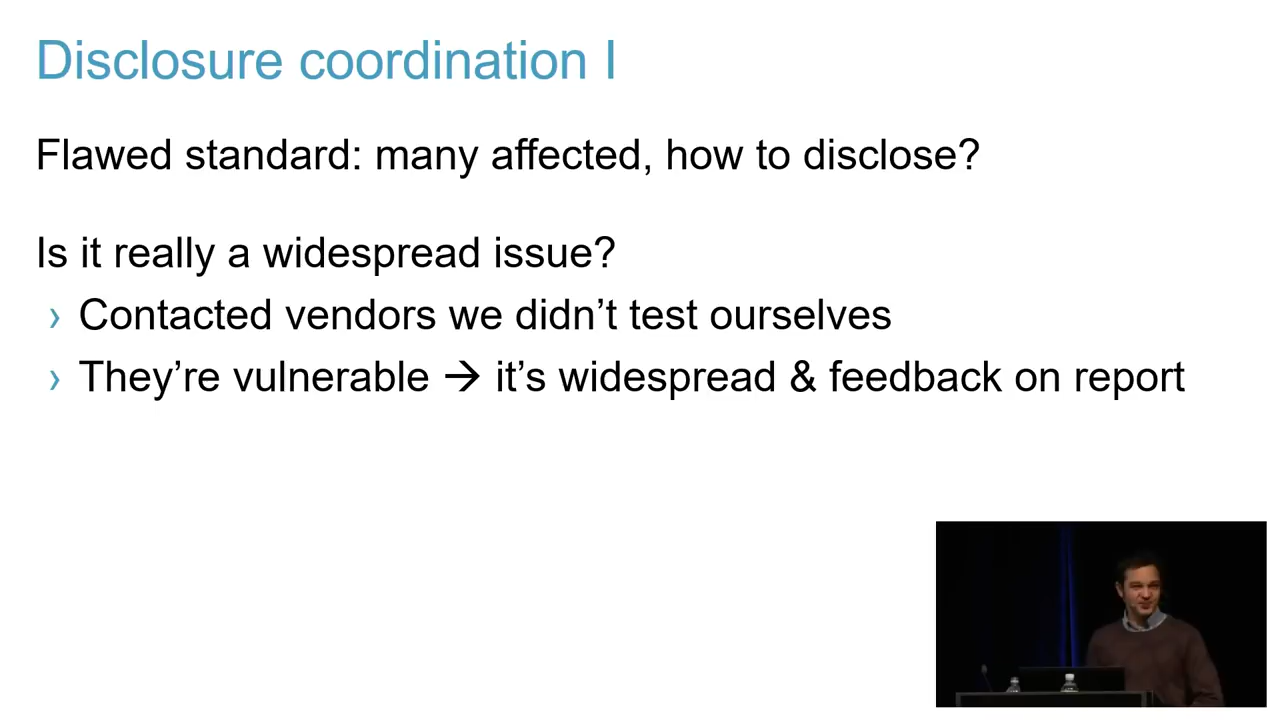 Disclosure coordination I
Flawed standard: many affected, how to disclose?
Is it really a widespread issue?
› Contacted vendors we didn’t test ourselves
› They’re vulnerable → it’s widespread & feedback on report